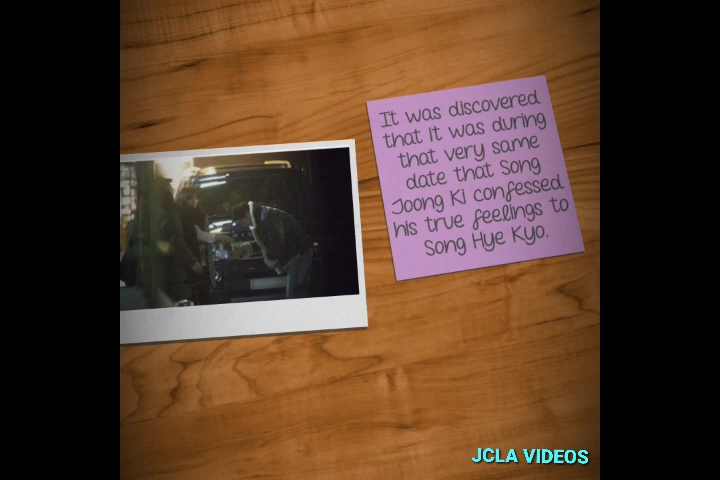 It was discovered
that it was during
that very same
date that Song
Joong Ki confessed
his true feelings to
Song Hye Kyo.
JCLA VIDEOS